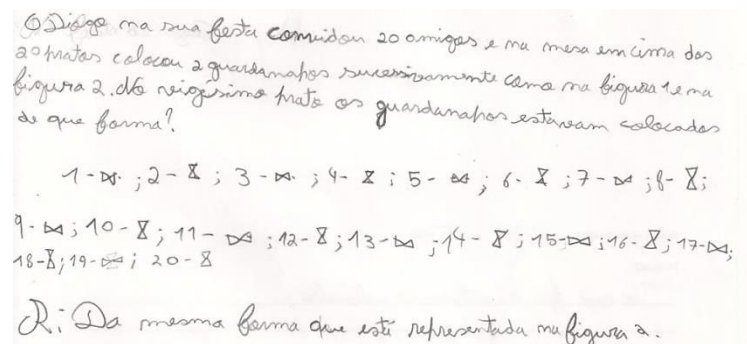 O Diogo na sua festa convidou 20 amigos e na mesa em cima dos
20 pratos colocou 2 guardanapos sucessivamente como na figura 1 e na
figura 2. No vigésimo prato os guardanapos estavam colocados
de que forma?
1 - ⋈ ; 2 - ⧖ ; 3 - ⋈ ; 4 - ⧖ ; 5 - ⋈ ; 6 - ⧖ ; 7 - ⋈ ; 8 - ⧖ ;
9 - ⋈ ; 10 - ⧖ ; 11 - ⋈ ; 12 - ⧖ ; 13 - ⋈ ; 14 - ⧖ ; 15 - ⋈ ; 16 - ⧖ ; 17 - ⋈ ;
18 - ⧖ ; 19 - ⋈ ; 20 - ⧖
R: Da mesma forma que está representada na figura 2.